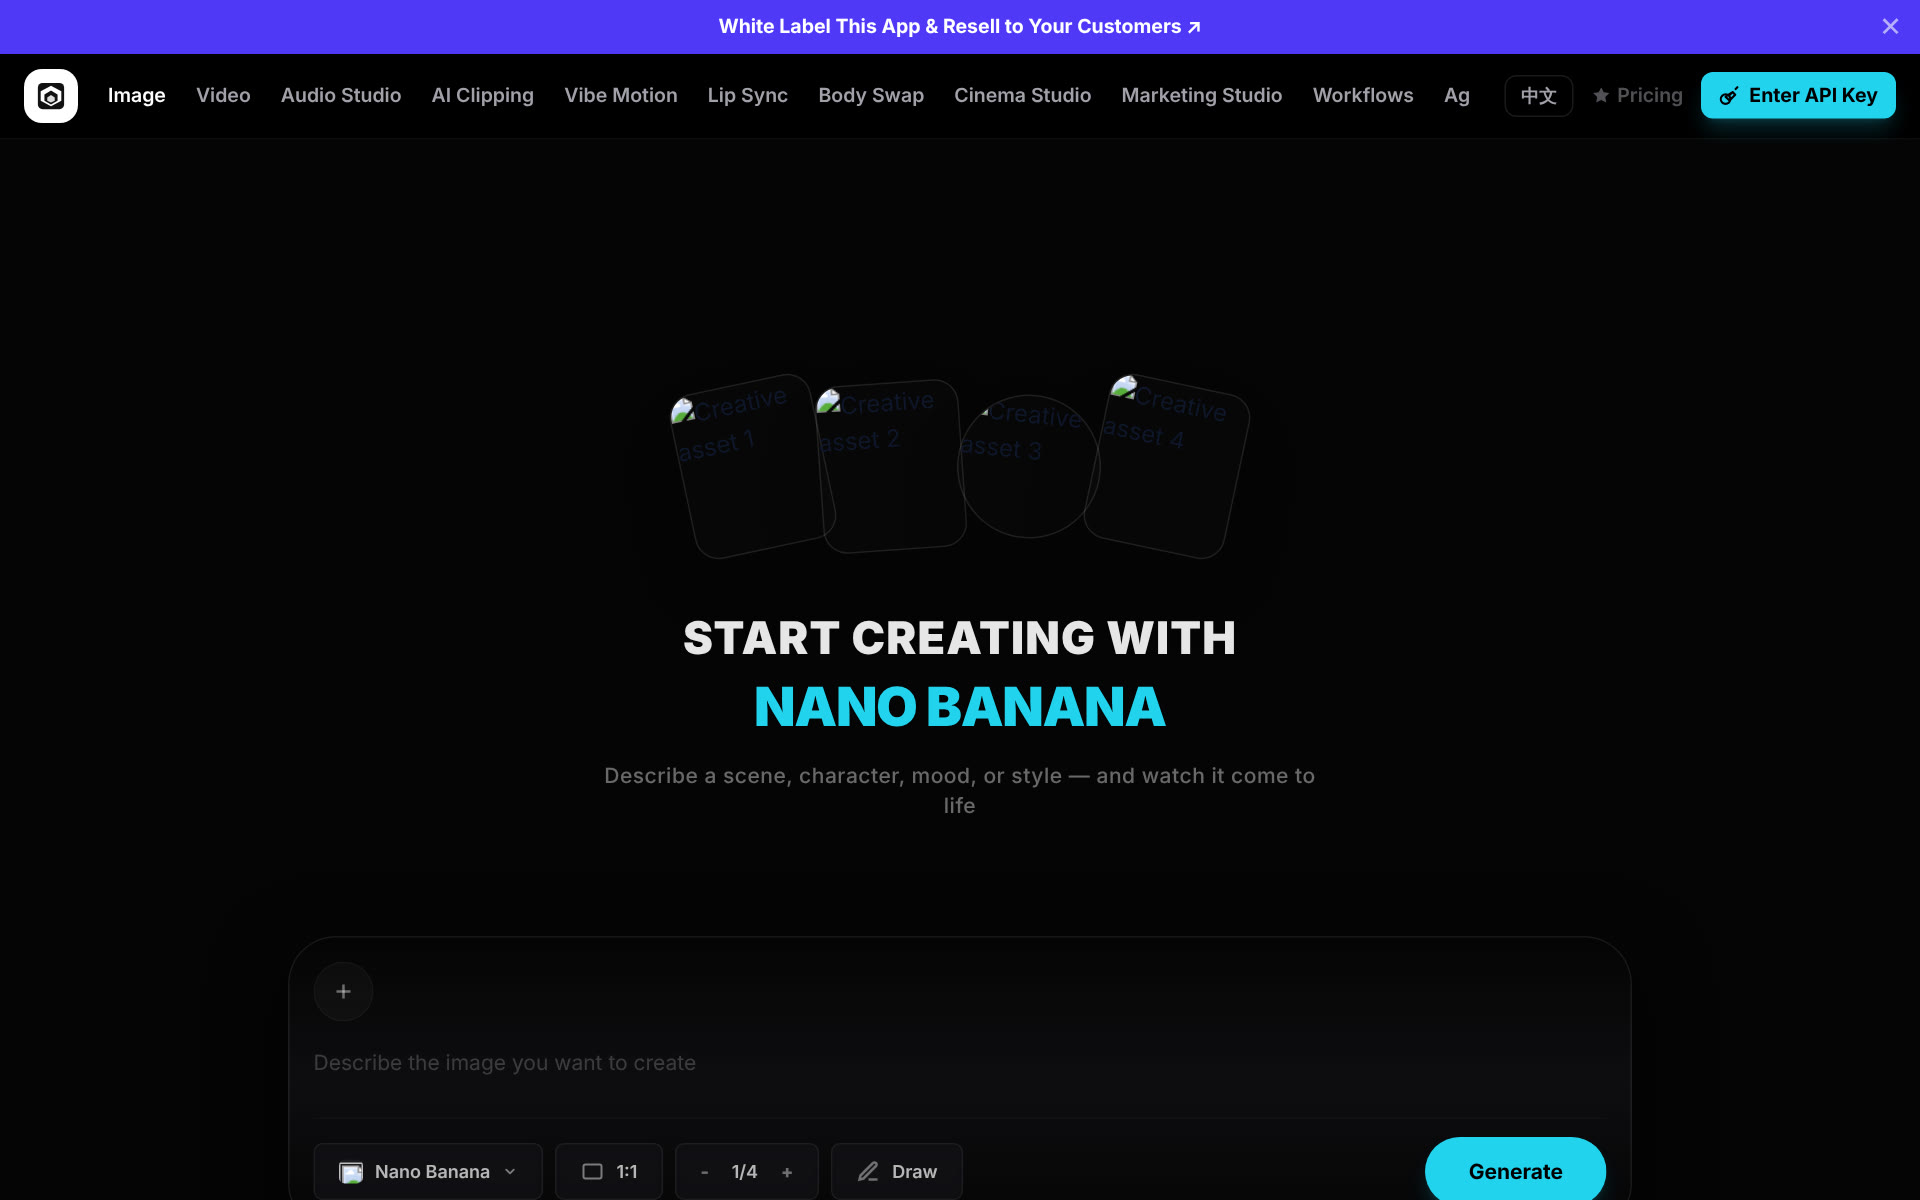 White Label This App & Resell to Your Customers ↗
Image Video Audio Studio AI Clipping Vibe Motion Lip Sync Body Swap Cinema Studio Marketing Studio Workflows Ag 中文 Pricing Enter API Key
Creative asset 1
Creative asset 2
Creative asset 3
Creative asset 4
START CREATING WITH
NANO BANANA
Describe a scene, character, mood, or style — and watch it come to
life
Describe the image you want to create
Nano Banana 1:1 - 1/4 + Draw Generate